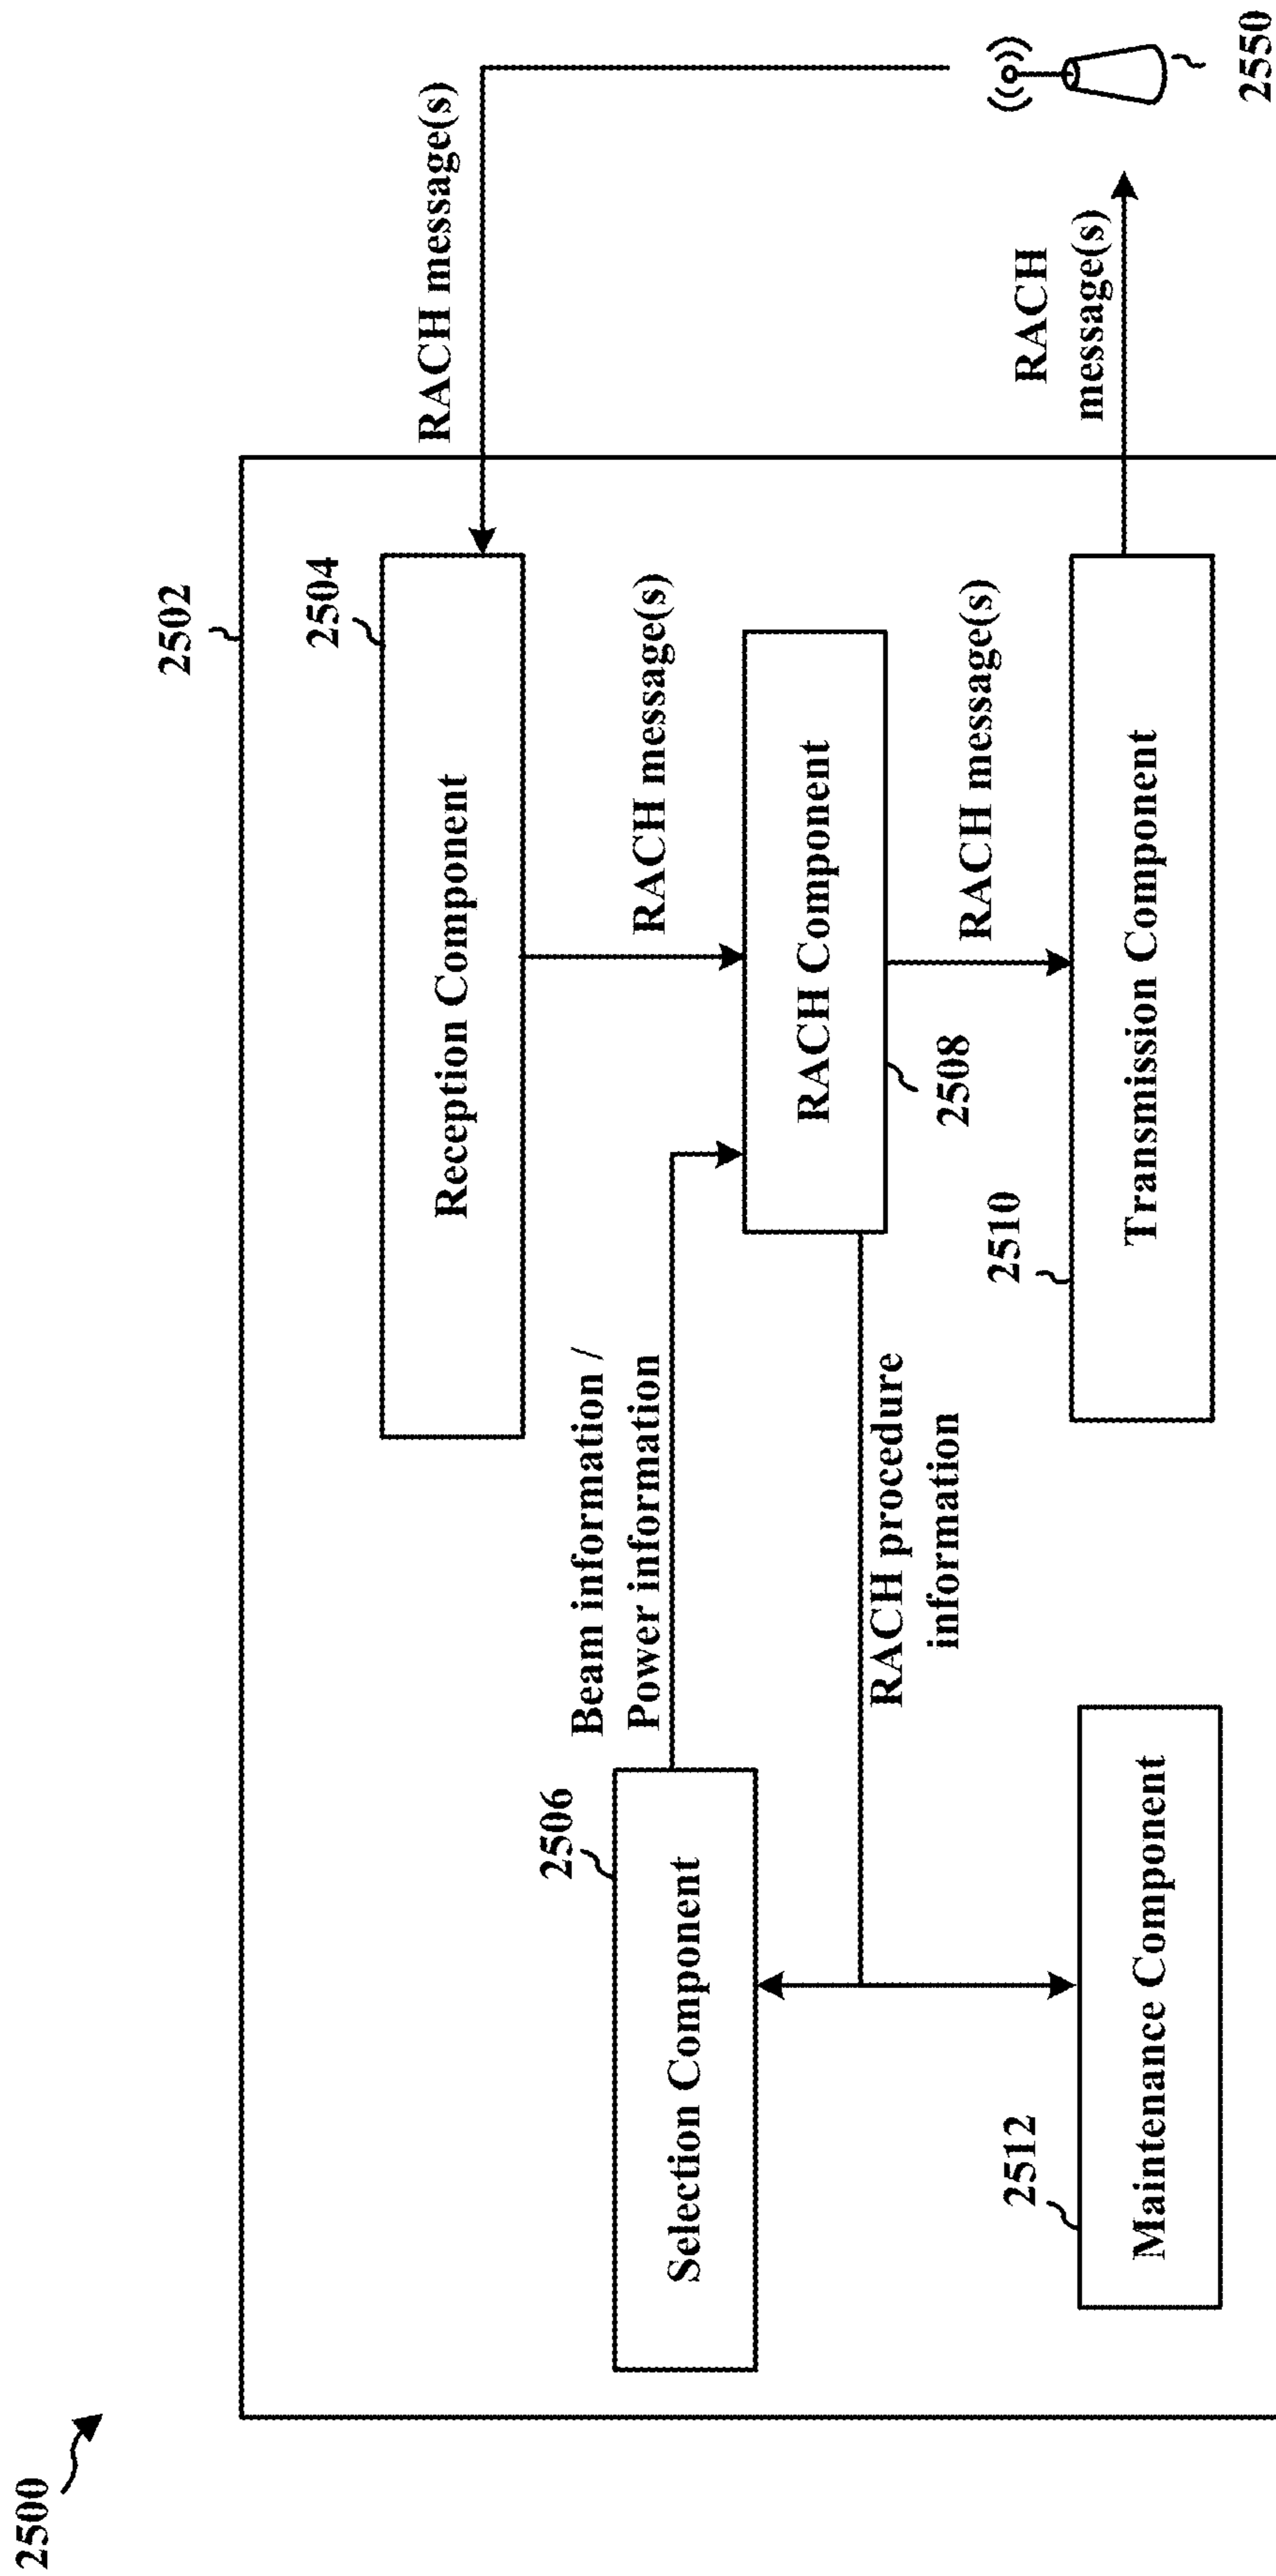 2500
2502
2504
Reception Component
RACH message(s)
2506
Beam information /
Power information
RACH message(s)
Selection Component
RACH Component
2508
RACH procedure
information
RACH message(s)
RACH
message(s)
2512
2510
Maintenance Component
Transmission Component
2550